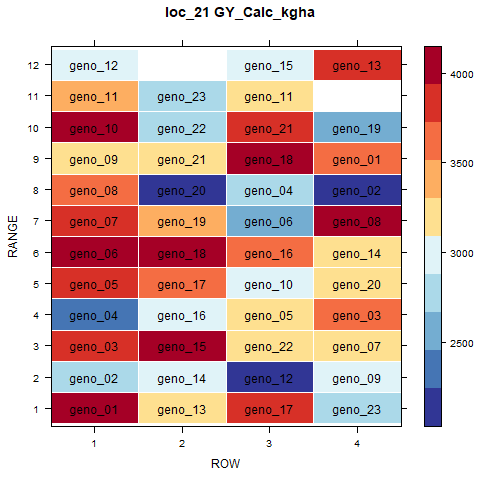 loc_21 GY_Calc_kgha
12 geno_12 geno_15 geno_13 4000
11 geno_11 geno_23 geno_11
10 geno_10 geno_22 geno_21 geno_19
9 geno_09 geno_21 geno_18 geno_01 3500
8 geno_08 geno_20 geno_04 geno_02
7 geno_07 geno_19 geno_06 geno_08
6 geno_06 geno_18 geno_16 geno_14 3000
5 geno_05 geno_17 geno_10 geno_20
4 geno_04 geno_16 geno_05 geno_03
3 geno_03 geno_15 geno_22 geno_07 2500
2 geno_02 geno_14 geno_12 geno_09
1 geno_01 geno_13 geno_17 geno_23
1 2 3 4
RANGE
ROW